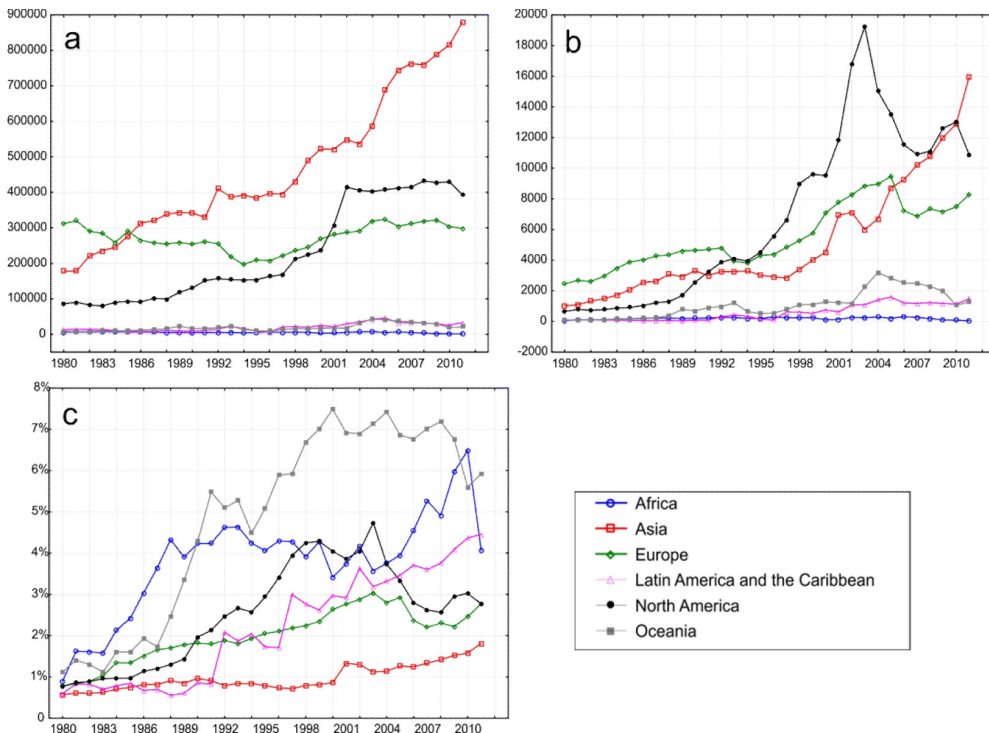 a
900000
800000
700000
600000
500000
400000
300000
200000
100000
0
1980 1983 1986 1989 1992 1995 1998 2001 2004 2007 2010
b
20000
18000
16000
14000
12000
10000
8000
6000
4000
2000
0
-2000
1980 1983 1986 1989 1992 1995 1998 2001 2004 2007 2010
c
8%
7%
6%
5%
4%
3%
2%
1%
0
1980 1983 1986 1989 1992 1995 1998 2001 2004 2007 2010
Africa
Asia
Europe
Latin America and the Caribbean
North America
Oceania